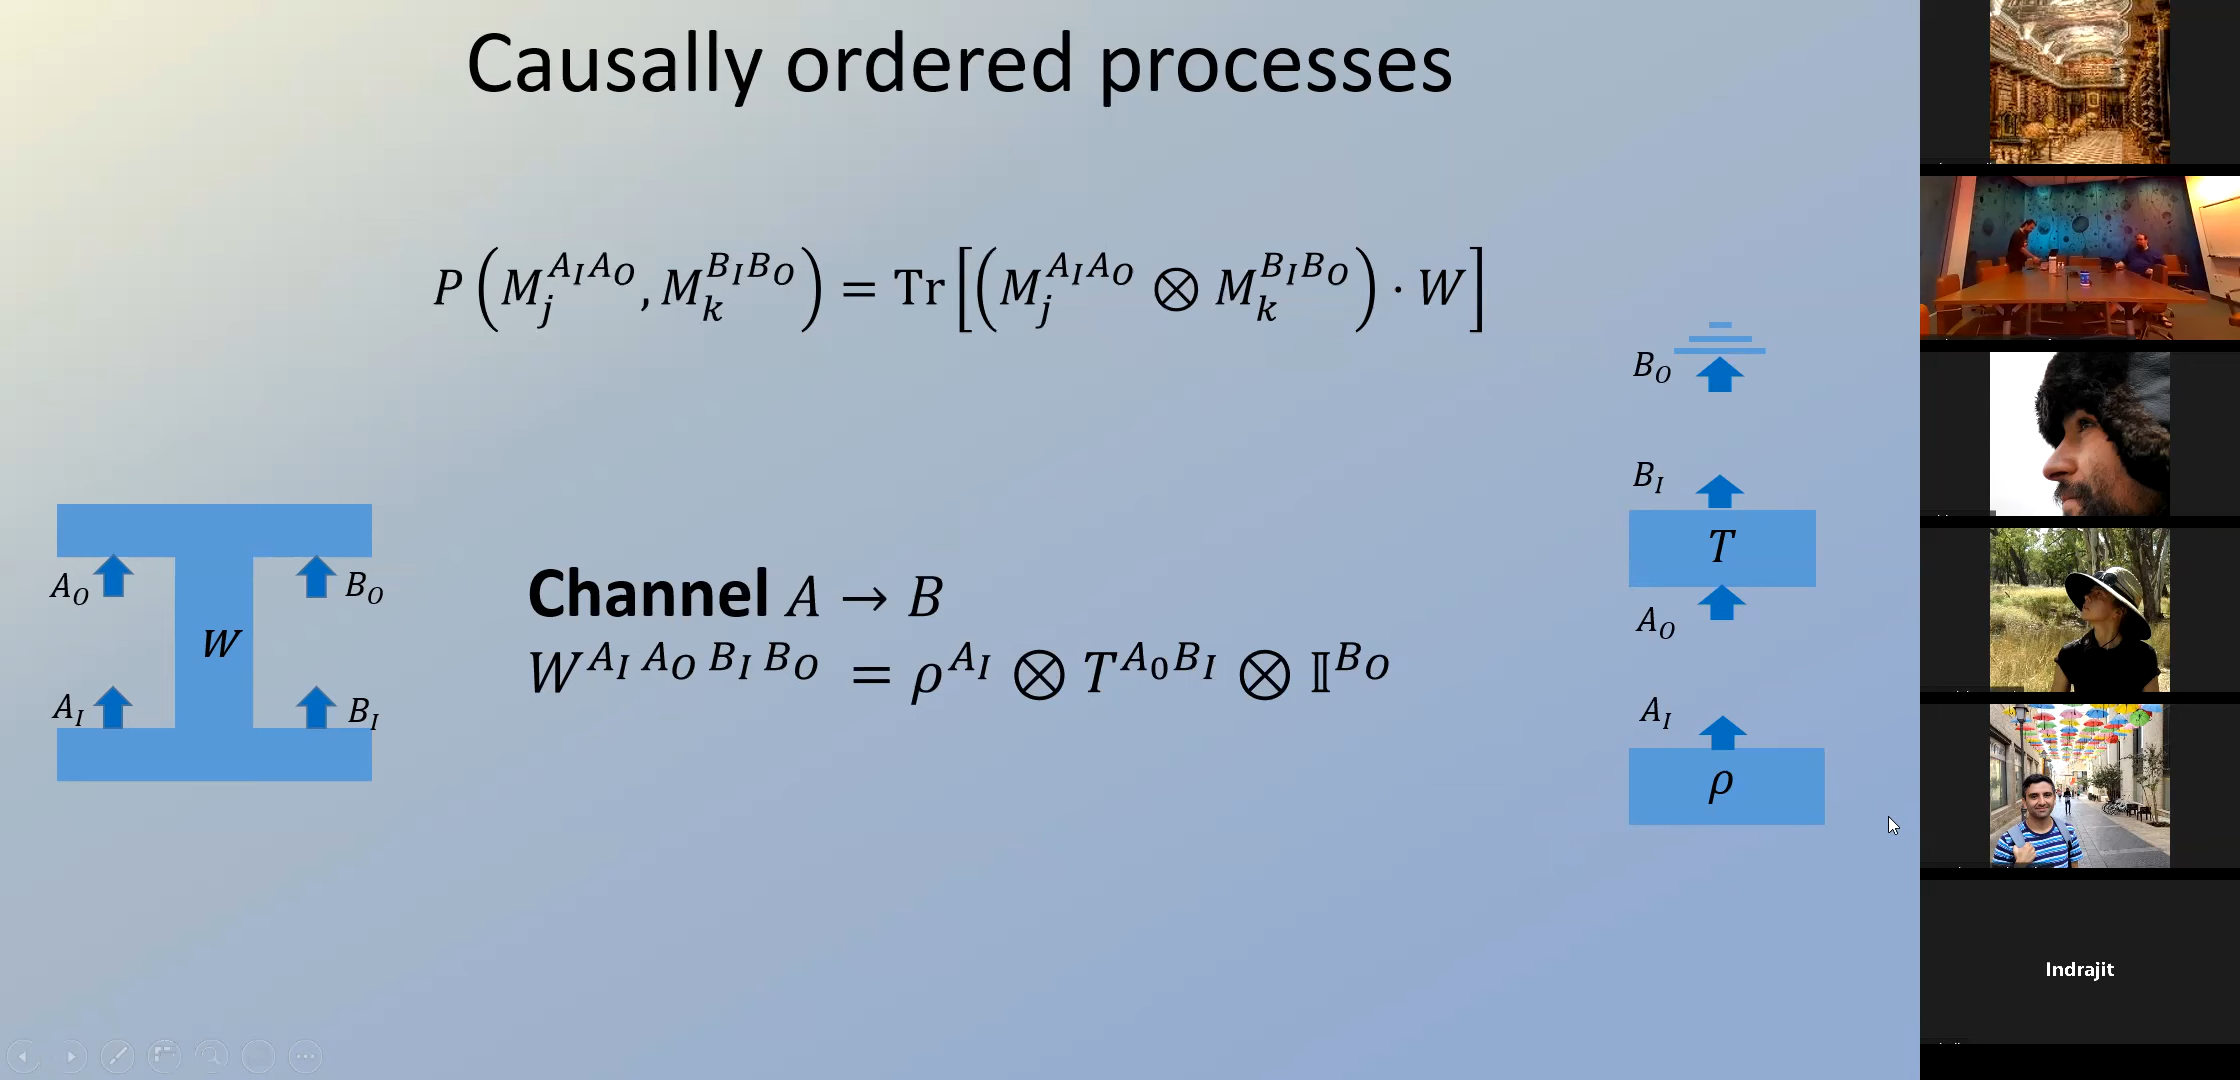 Causally ordered processes
P(M_j^{A_I A_O}, M_k^{B_I B_O}) = Tr[(M_j^{A_I A_O} ⊗ M_k^{B_I B_O}) · W]
B_O
B_I
T
A_O
A_I
ρ
A_O
B_O
W
A_I
B_I
Channel A → B
W^{A_I A_O B_I B_O} = ρ^{A_I} ⊗ T^{A_0 B_I} ⊗ 𝕀^{B_O}
Indrajit